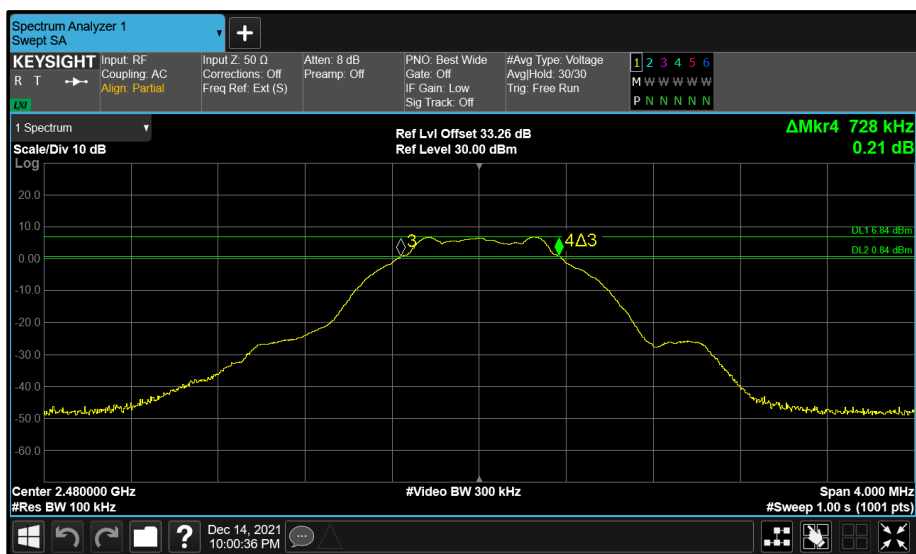 Spectrum Analyzer 1
Swept SA
+
KEYSIGHT
R T
LXI
Input: RF
Coupling: AC
Align: Partial
Input Z: 50 Ω
Corrections: Off
Freq Ref: Ext (S)
Atten: 8 dB
Preamp: Off
PNO: Best Wide
Gate: Off
IF Gain: Low
Sig Track: Off
#Avg Type: Voltage
Avg|Hold: 30/30
Trig: Free Run
1 2 3 4 5 6
M W W W W W
P N N N N N
1 Spectrum
Scale/Div 10 dB
Log
Ref Lvl Offset 33.26 dB
Ref Level 30.00 dBm
ΔMkr4 728 kHz
0.21 dB
20.0
10.0
0.00
-10.0
-20.0
-30.0
-40.0
-50.0
-60.0
3
4Δ3
DL1 6.84 dBm
DL2 0.84 dBm
Center 2.480000 GHz
#Res BW 100 kHz
#Video BW 300 kHz
Span 4.000 MHz
#Sweep 1.00 s (1001 pts)
?
Dec 14, 2021
10:00:36 PM